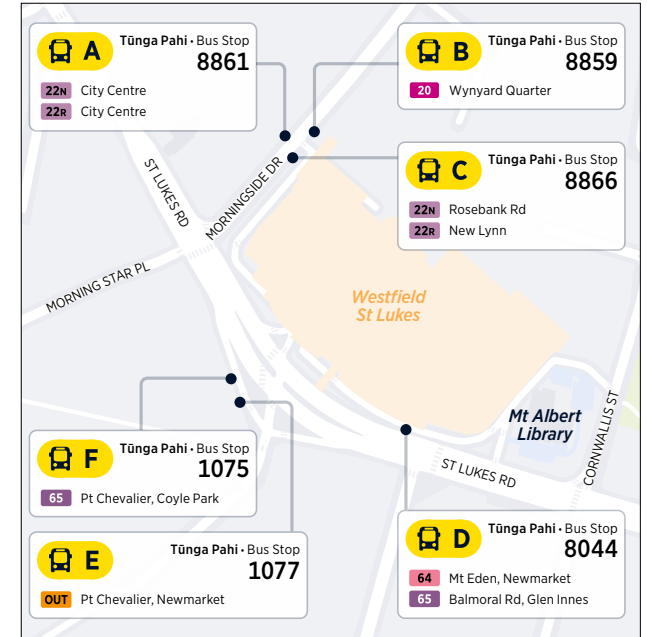 A
Tūnga Pahi • Bus Stop
8861
22N City Centre
22R City Centre
B
Tūnga Pahi • Bus Stop
8859
20 Wynyard Quarter
C
Tūnga Pahi • Bus Stop
8866
22N Rosebank Rd
22R New Lynn
ST LUKES RD
MORNINGSIDE DR
MORNING STAR PL
Westfield
St Lukes
Mt Albert
Library
CORNWALLIS ST
ST LUKES RD
F
Tūnga Pahi • Bus Stop
1075
65 Pt Chevalier, Coyle Park
E
Tūnga Pahi • Bus Stop
1077
OUT Pt Chevalier, Newmarket
D
Tūnga Pahi • Bus Stop
8044
64 Mt Eden, Newmarket
65 Balmoral Rd, Glen Innes